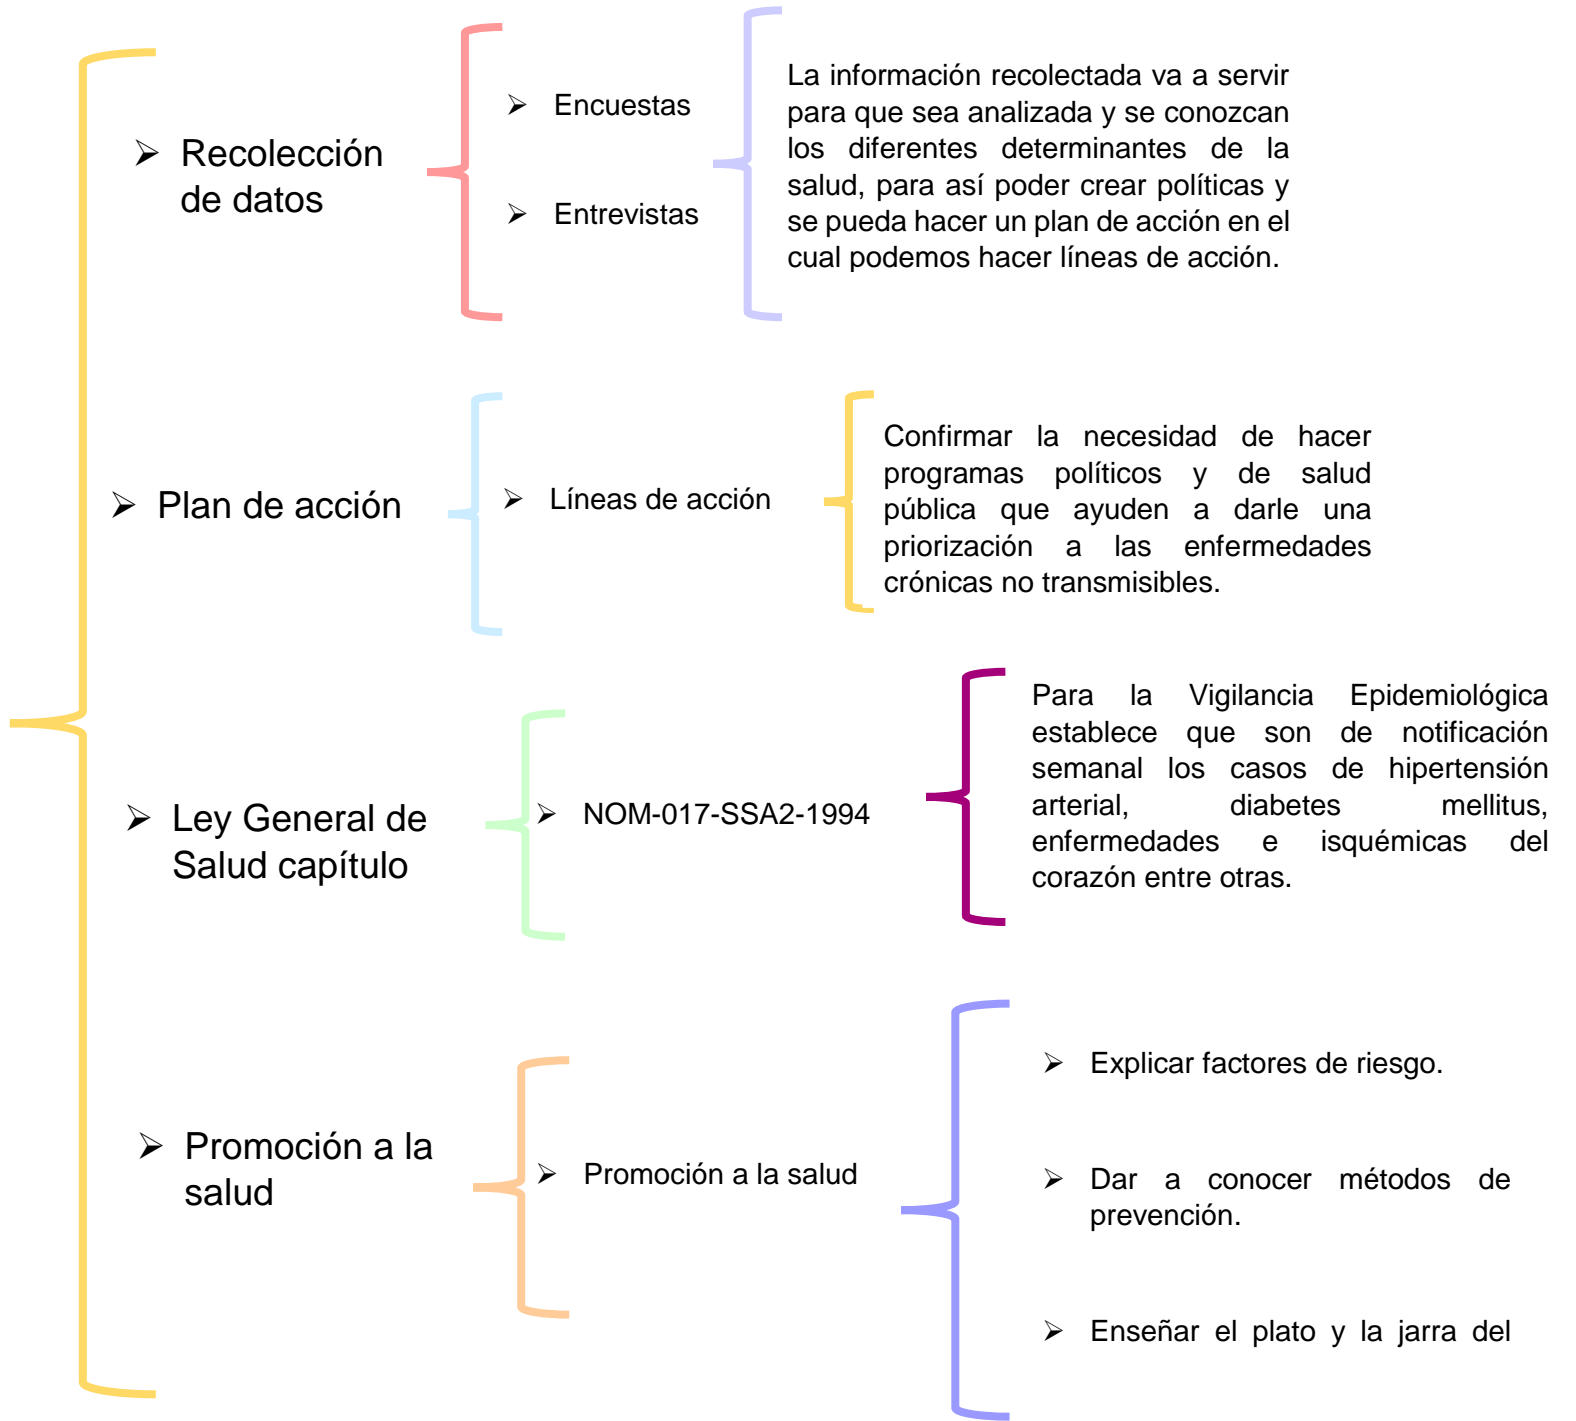 ➢ Recolección
de datos
➢ Encuestas
➢ Entrevistas
La información recolectada va a servir
para que sea analizada y se conozcan
los diferentes determinantes de la
salud, para así poder crear políticas y
se pueda hacer un plan de acción en el
cual podemos hacer líneas de acción.
➢ Plan de acción
➢ Líneas de acción
Confirmar la necesidad de hacer
programas políticos y de salud
pública que ayuden a darle una
priorización a las enfermedades
crónicas no transmisibles.
➢ Ley General de
Salud capítulo
➢ NOM-017-SSA2-1994
Para la Vigilancia Epidemiológica
establece que son de notificación
semanal los casos de hipertensión
arterial, diabetes mellitus,
enfermedades e isquémicas del
corazón entre otras.
➢ Promoción a la
salud
➢ Promoción a la salud
➢ Explicar factores de riesgo.
➢ Dar a conocer métodos de
prevención.
➢ Enseñar el plato y la jarra del